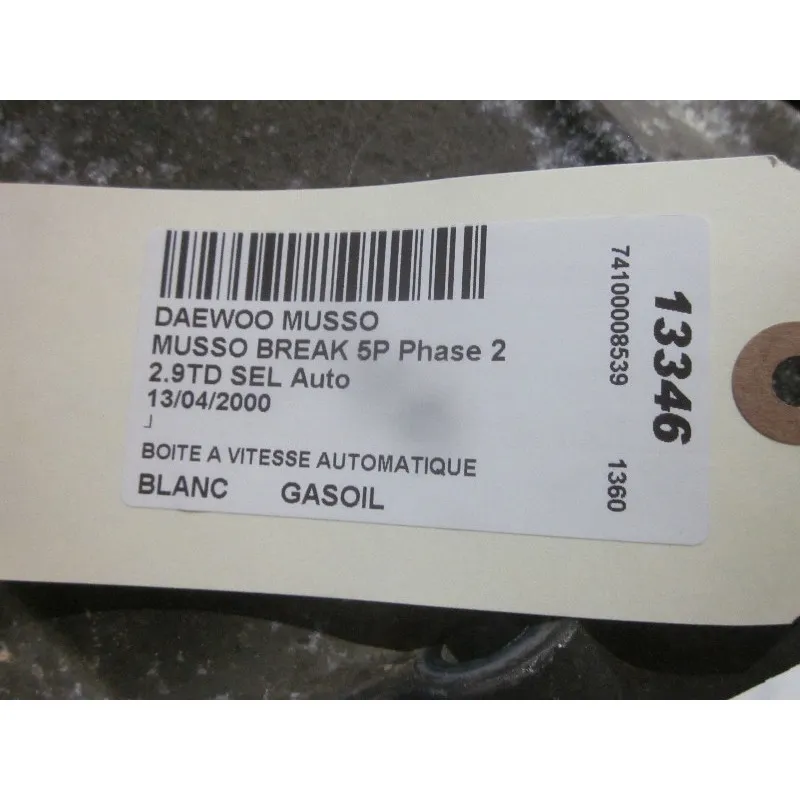 DAEWOO MUSSO
MUSSO BREAK 5P Phase 2
2.9TD SEL Auto
13/04/2000
BOITE A VITESSE AUTOMATIQUE
BLANC GASOIL
74100008539 1360
13346